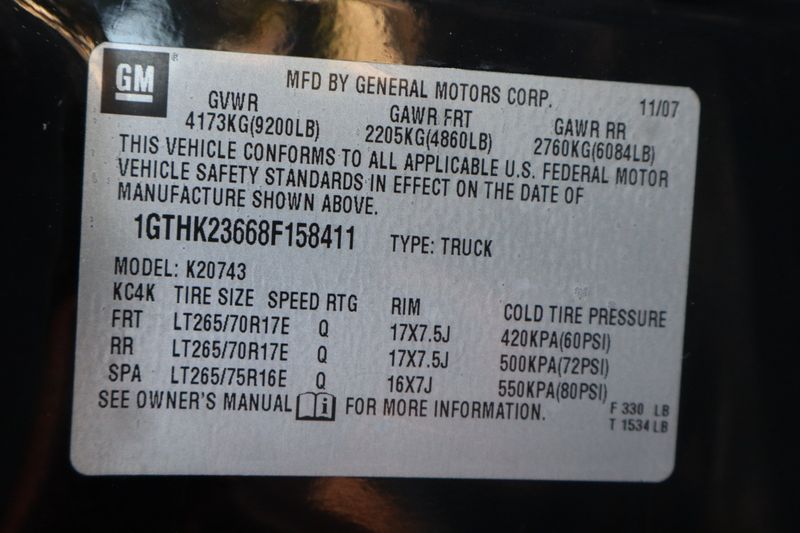 GM
MFD BY GENERAL MOTORS CORP. 11/07
GVWR GAWR FRT GAWR RR
4173KG(9200LB) 2205KG(4860LB) 2760KG(6084LB)
THIS VEHICLE CONFORMS TO ALL APPLICABLE U.S. FEDERAL MOTOR
VEHICLE SAFETY STANDARDS IN EFFECT ON THE DATE OF
MANUFACTURE SHOWN ABOVE.
1GTHK23668F158411 TYPE: TRUCK
MODEL: K20743
KC4K TIRE SIZE SPEED RTG RIM COLD TIRE PRESSURE
FRT LT265/70R17E Q 17X7.5J 420KPA(60PSI)
RR LT265/70R17E Q 17X7.5J 500KPA(72PSI)
SPA LT265/75R16E Q 16X7J 550KPA(80PSI)
SEE OWNER'S MANUAL i FOR MORE INFORMATION.
F 330 LB
T 1534 LB